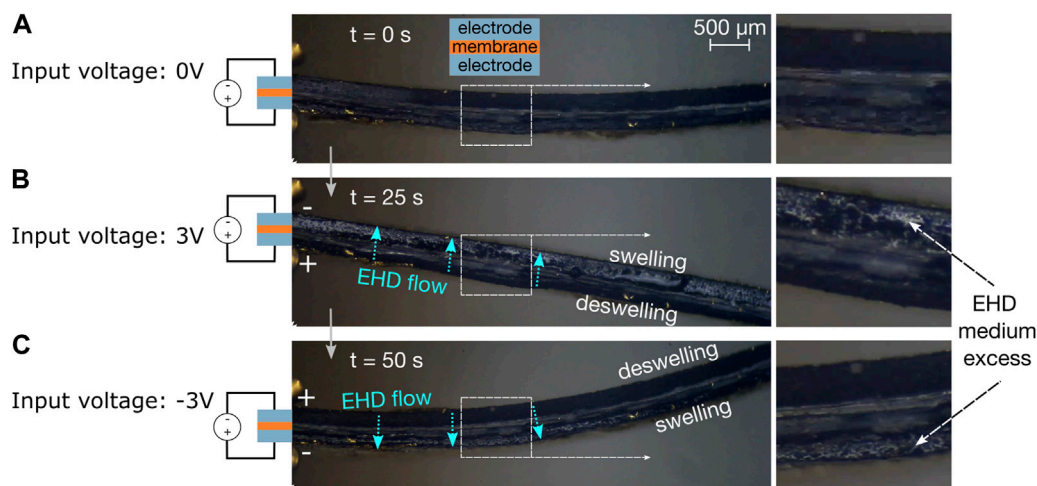 A
Input voltage: 0V
-
+
t = 0 s
electrode
membrane
electrode
500 µm
B
Input voltage: 3V
-
+
-
+
t = 25 s
EHD flow
swelling
deswelling
EHD
medium
excess
C
Input voltage: -3V
-
+
+
-
t = 50 s
EHD flow
deswelling
swelling